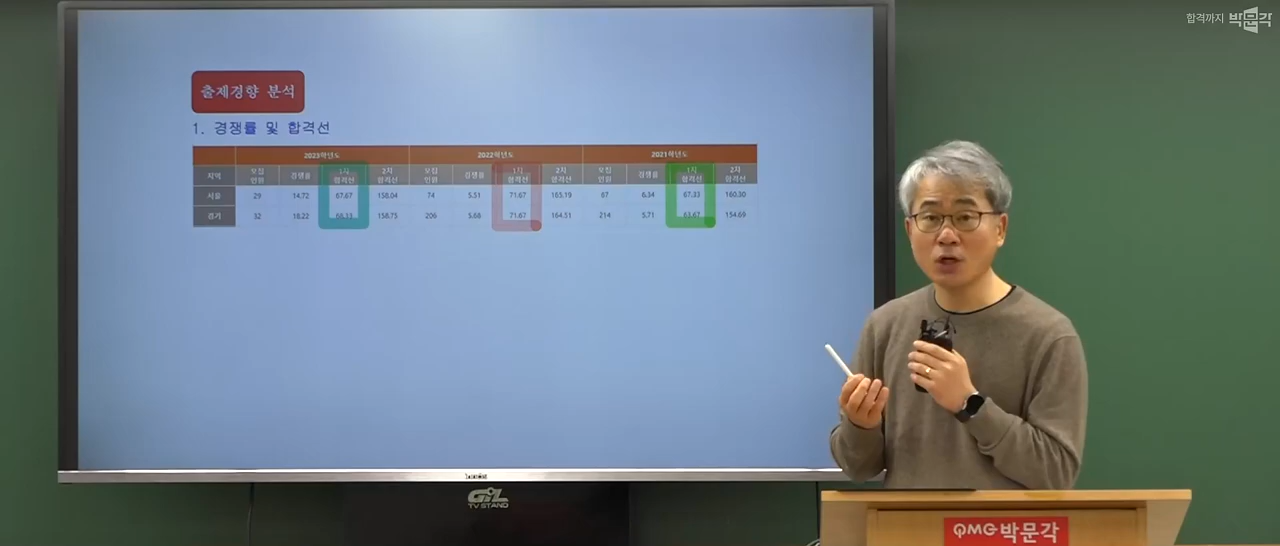 합격까지 박문각
출제경향 분석
1. 경쟁률 및 합격선
2023학년도 2022학년도 2021학년도
지역 모집인원 경쟁률 1차합격선 2차합격선 모집인원 경쟁률 1차합격선 2차합격선 모집인원 경쟁률 1차합격선 2차합격선
서울 29 14.72 67.67 158.04 74 5.51 71.67 165.19 67 6.34 67.33 160.30
경기 32 18.22 68.33 158.75 206 5.68 71.67 164.51 214 5.71 63.67 154.69
GIL
TV STAND
PMG 박문각